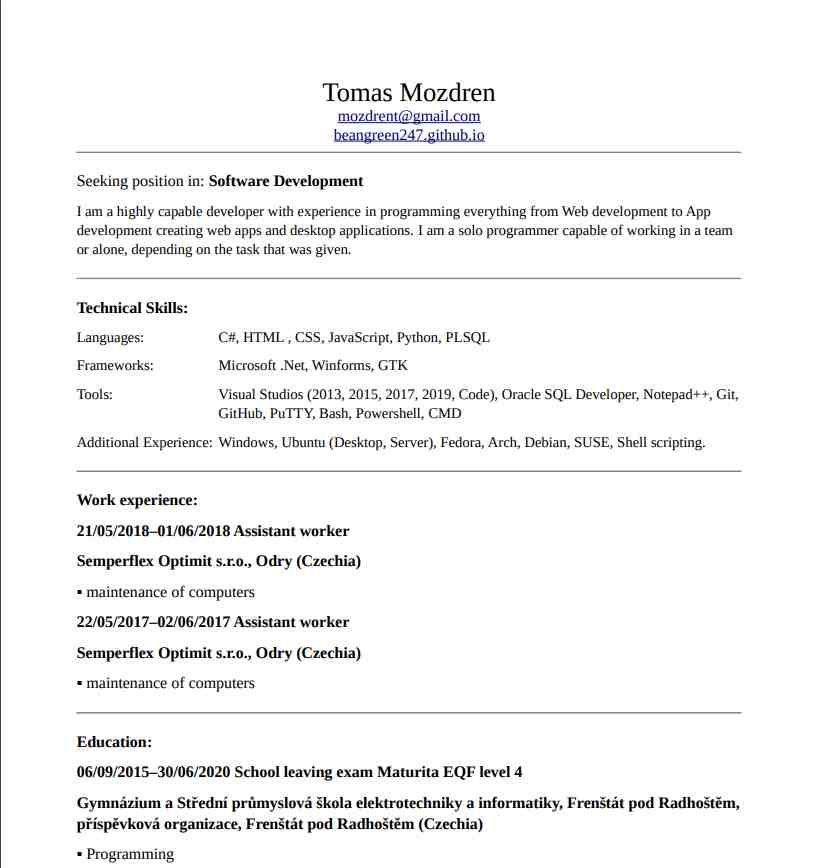 Tomas Mozdren
mozdrent@gmail.com
beangreen247.github.io
Seeking position in: Software Development
I am a highly capable developer with experience in programming everything from Web development to App
development creating web apps and desktop applications. I am a solo programmer capable of working in a team
or alone, depending on the task that was given.
Technical Skills:
Languages: C#, HTML , CSS, JavaScript, Python, PLSQL
Frameworks: Microsoft .Net, Winforms, GTK
Tools: Visual Studios (2013, 2015, 2017, 2019, Code), Oracle SQL Developer, Notepad++, Git,
GitHub, PuTTY, Bash, Powershell, CMD
Additional Experience: Windows, Ubuntu (Desktop, Server), Fedora, Arch, Debian, SUSE, Shell scripting.
Work experience:
21/05/2018–01/06/2018 Assistant worker
Semperflex Optimit s.r.o., Odry (Czechia)
▪ maintenance of computers
22/05/2017–02/06/2017 Assistant worker
Semperflex Optimit s.r.o., Odry (Czechia)
▪ maintenance of computers
Education:
06/09/2015–30/06/2020 School leaving exam Maturita EQF level 4
Gymnázium a Střední průmyslová škola elektrotechniky a informatiky, Frenštát pod Radhoštěm,
příspěvková organizace, Frenštát pod Radhoštěm (Czechia)
▪ Programming